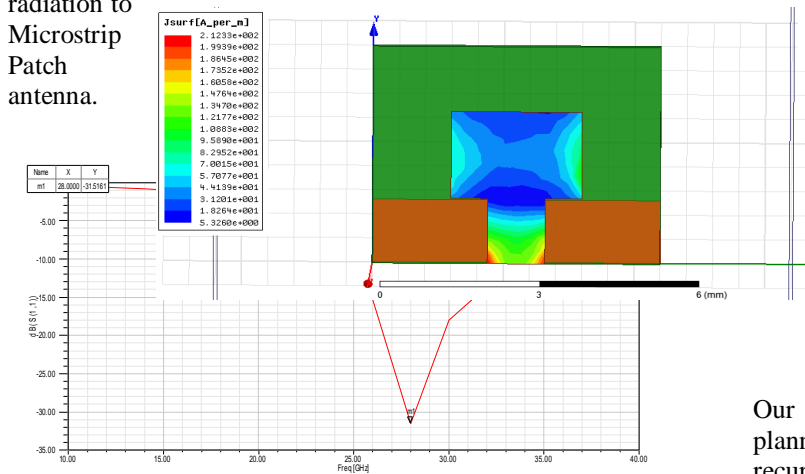 radiation to
Microstrip
Patch
antenna.
Jsurf[A_per_m]
2.1233e+002
1.9939e+002
1.8645e+002
1.7352e+002
1.6058e+002
1.4764e+002
1.3470e+002
1.2177e+002
1.0883e+002
9.5890e+001
8.2952e+001
7.0015e+001
5.7077e+001
4.4139e+001
3.1201e+001
1.8264e+001
5.3260e+000
Y
0 3 6 (mm)
Name X Y
m1 28.0000 -31.5161
-5.00
-10.00
-15.00
-20.00
-25.00
-30.00
-35.00
dB(S(1,1))
m1
10.00 15.00 20.00 25.00 30.00 35.00 40.00
Freq [GHz]
Our